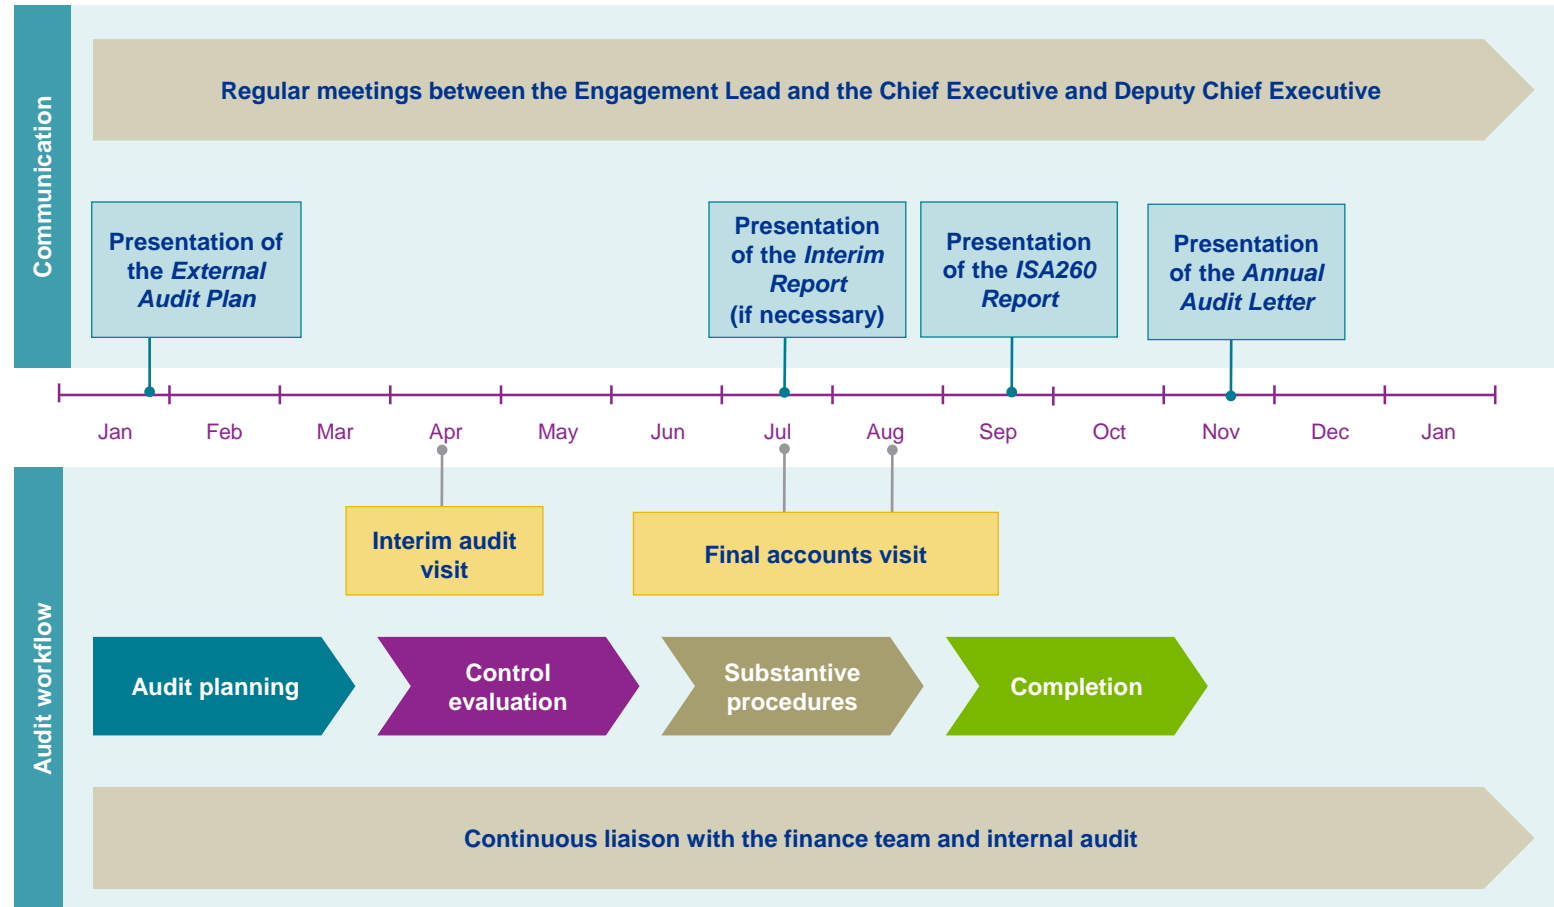 Communication
Regular meetings between the Engagement Lead and the Chief Executive and Deputy Chief Executive
Presentation of
the External
Audit Plan
Presentation
of the Interim
Report
(if necessary)
Presentation
of the ISA260
Report
Presentation
of the Annual
Audit Letter
Jan
Feb
Mar
Apr
May
Jun
Jul
Aug
Sep
Oct
Nov
Dec
Jan
Audit workflow
Interim audit
visit
Final accounts visit
Audit planning
Control
evaluation
Substantive
procedures
Completion
Continuous liaison with the finance team and internal audit